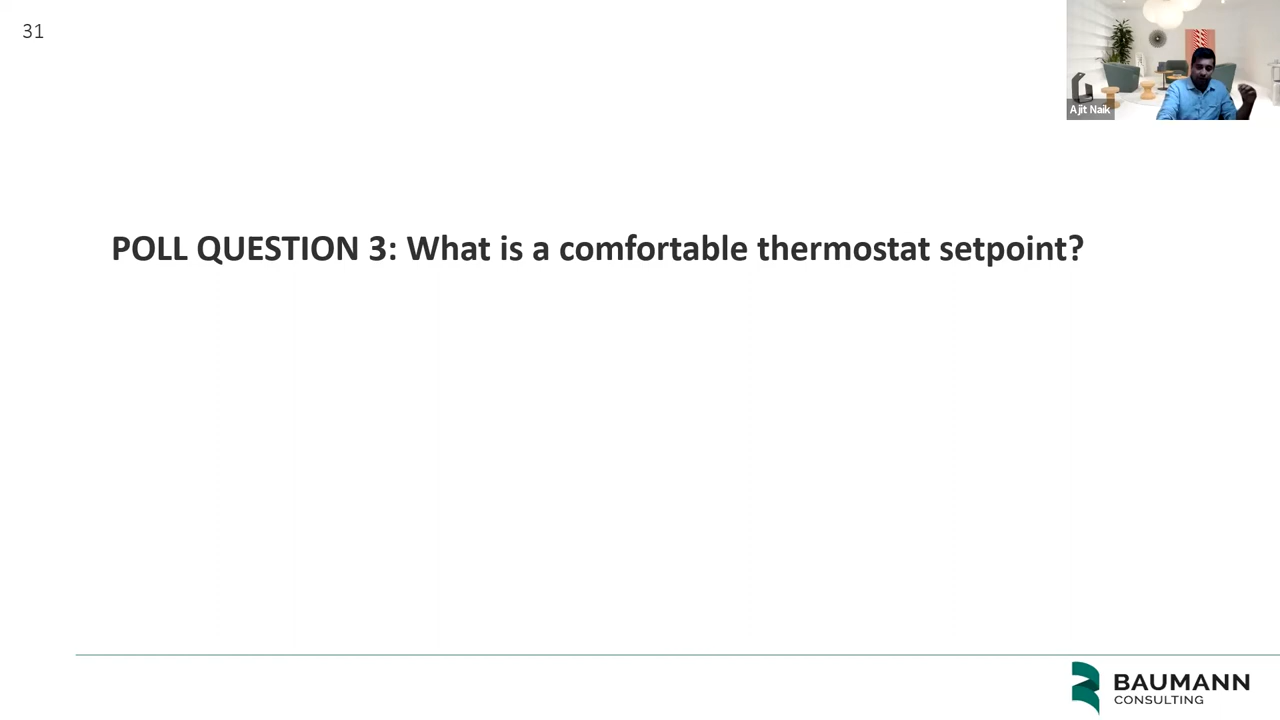 31
Ajit Naik
POLL QUESTION 3: What is a comfortable thermostat setpoint?
BAUMANN
CONSULTING